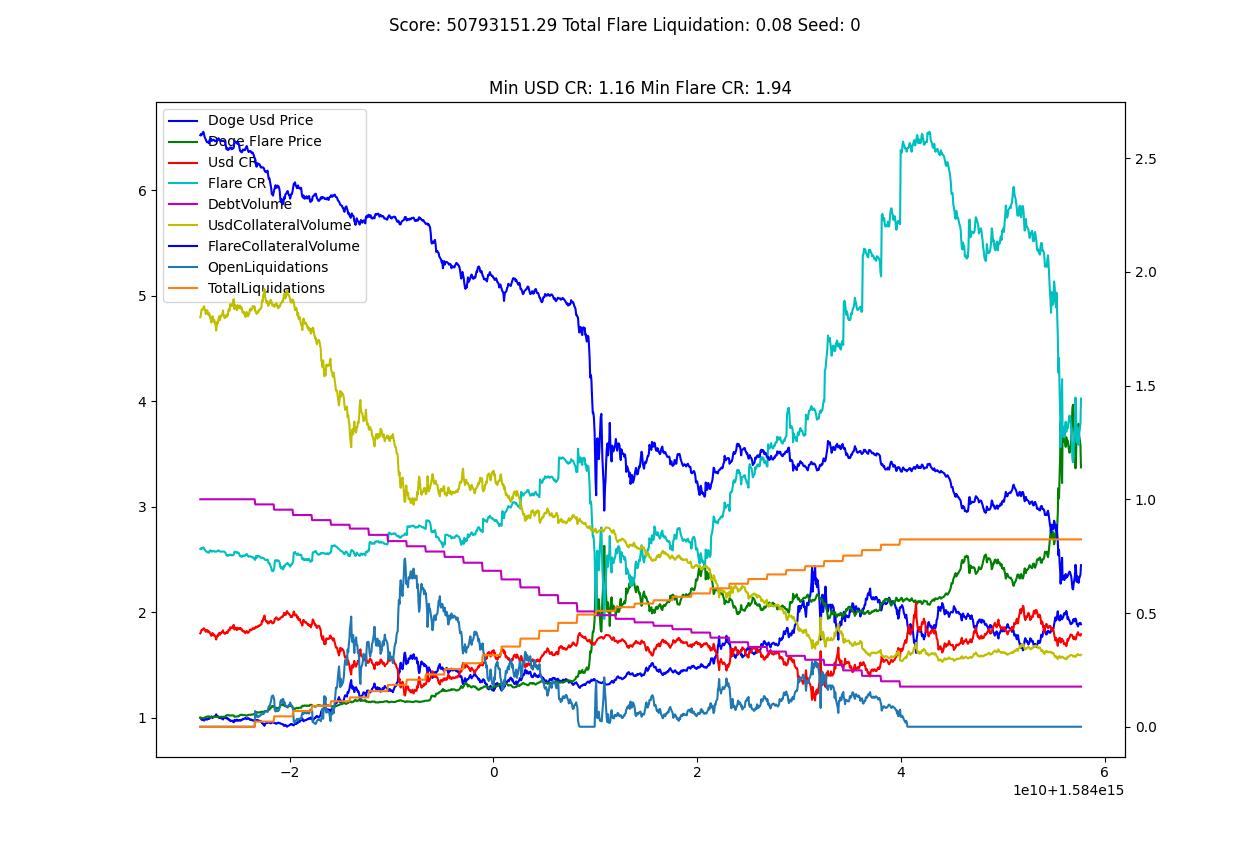 Score: 50793151.29 Total Flare Liquidation: 0.08 Seed: 0
Min USD CR: 1.16 Min Flare CR: 1.94
Doge Usd Price
Doge Flare Price
Usd CR
Flare CR
DebtVolume
UsdCollateralVolume
FlareCollateralVolume
OpenLiquidations
TotalLiquidations
6
5
4
3
2
1
2.5
2.0
1.5
1.0
0.5
0.0
−2 0 2 4 6
1e10+1.584e15